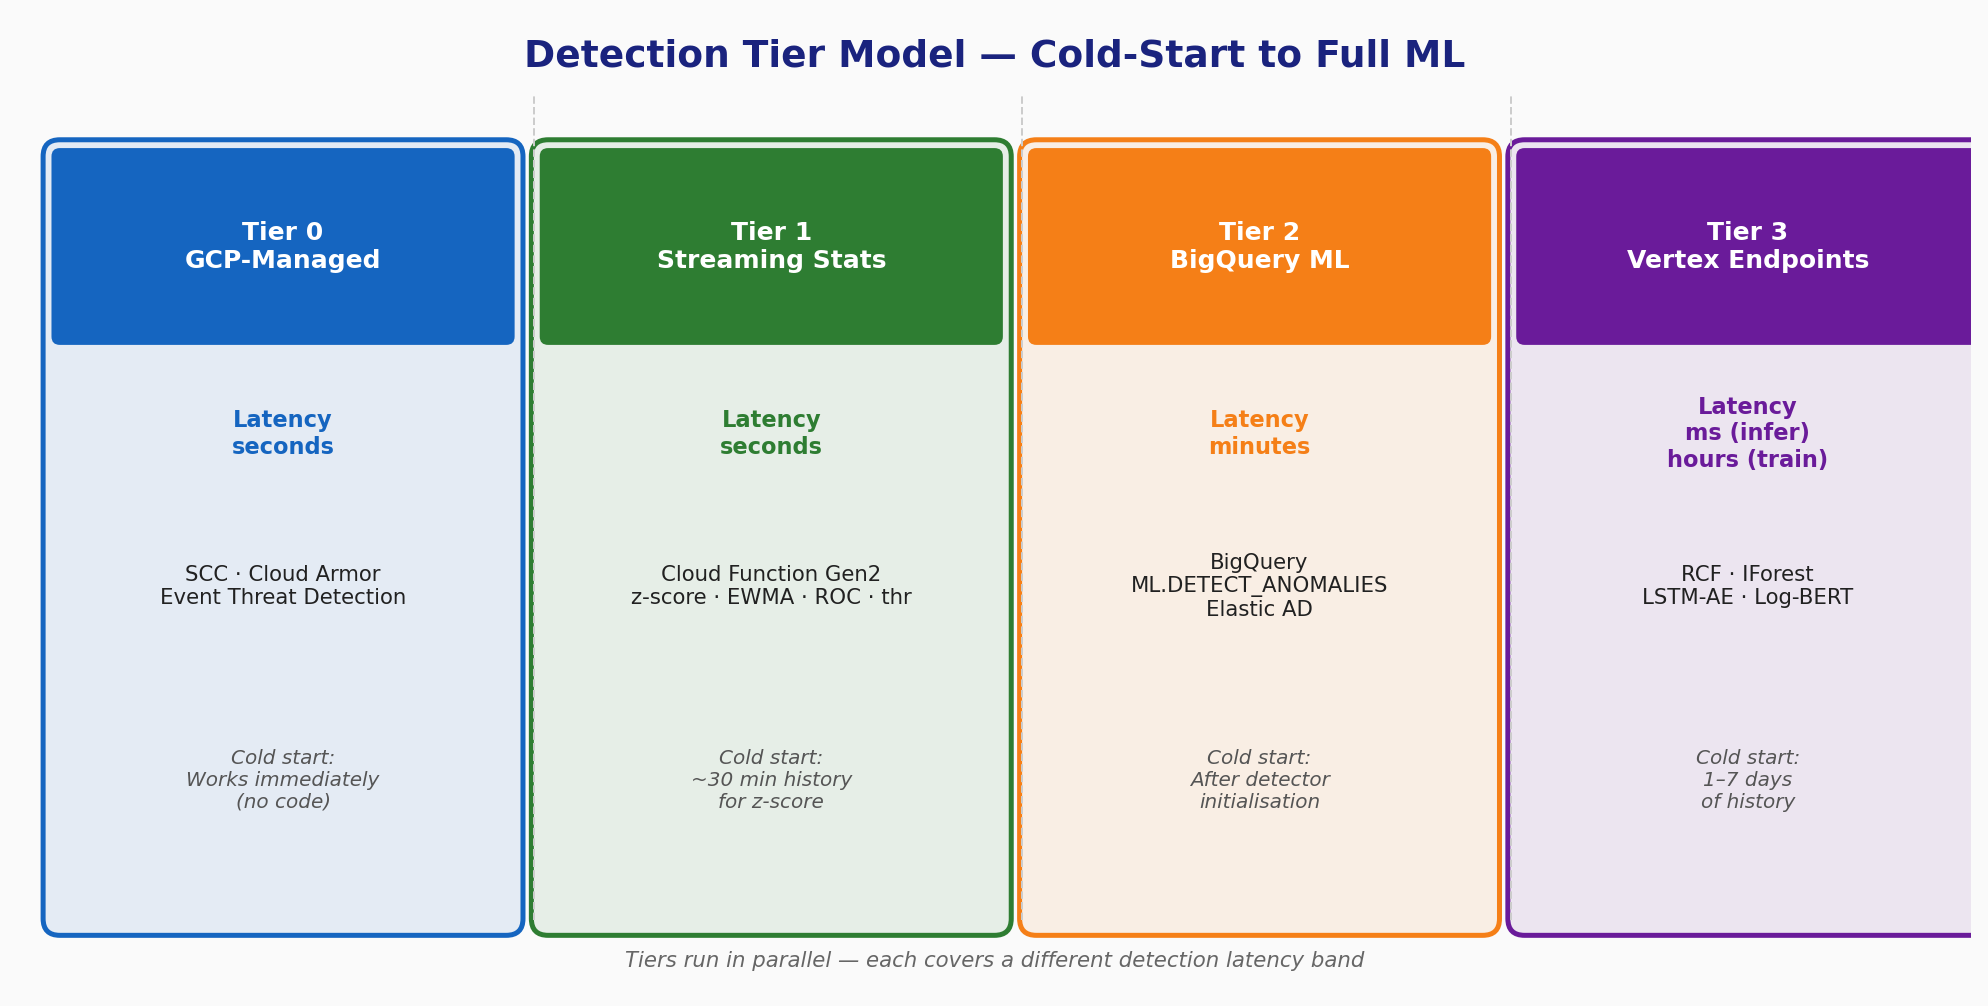 Detection Tier Model — Cold-Start to Full ML
Tier 0
GCP-Managed
Latency
seconds
SCC · Cloud Armor
Event Threat Detection
Cold start:
Works immediately
(no code)
Tier 1
Streaming Stats
Latency
seconds
Cloud Function Gen2
z-score · EWMA · ROC · thr
Cold start:
~30 min history
for z-score
Tier 2
BigQuery ML
Latency
minutes
BigQuery
ML.DETECT_ANOMALIES
Elastic AD
Cold start:
After detector
initialisation
Tier 3
Vertex Endpoints
Latency
ms (infer)
hours (train)
RCF · IForest
LSTM-AE · Log-BERT
Cold start:
1–7 days
of history
Tiers run in parallel — each covers a different detection latency band